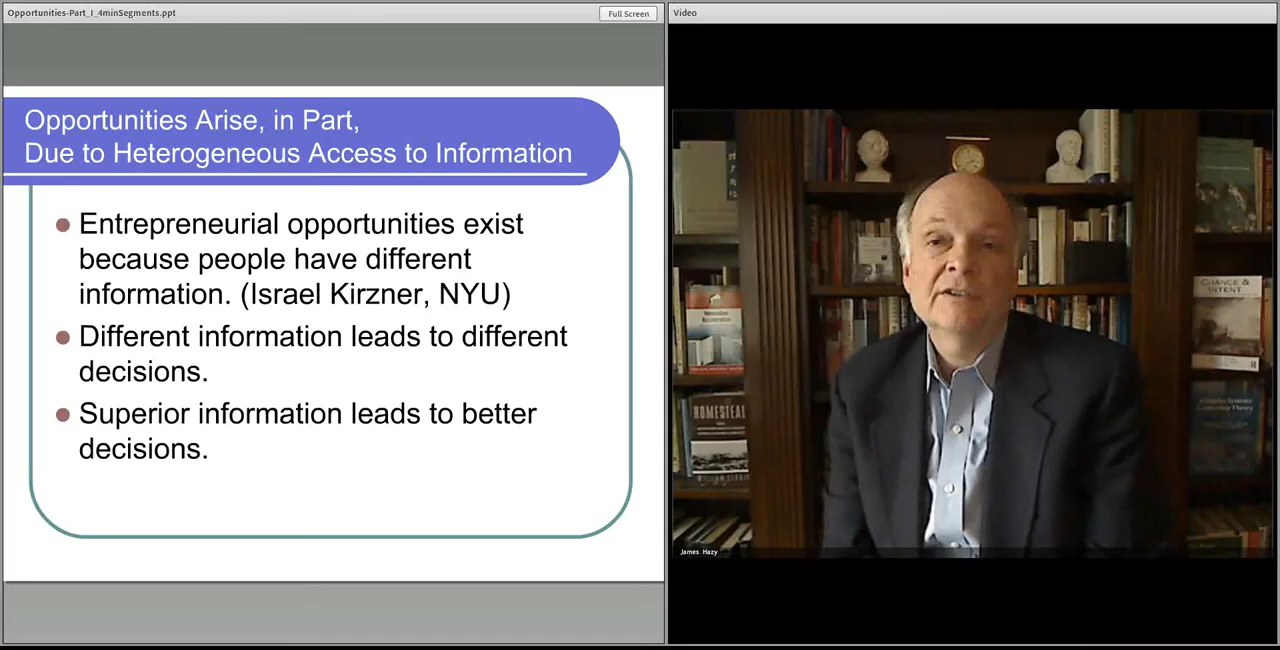 Opportunities-Part_I_4minSegments.ppt
Full Screen
Opportunities Arise, in Part,
Due to Heterogeneous Access to Information
Entrepreneurial opportunities exist
because people have different
information. (Israel Kirzner, NYU)
Different information leads to different
decisions.
Superior information leads to better
decisions.
Video
CHANCE &
INTENT
HOMESTEAD
James Hazy